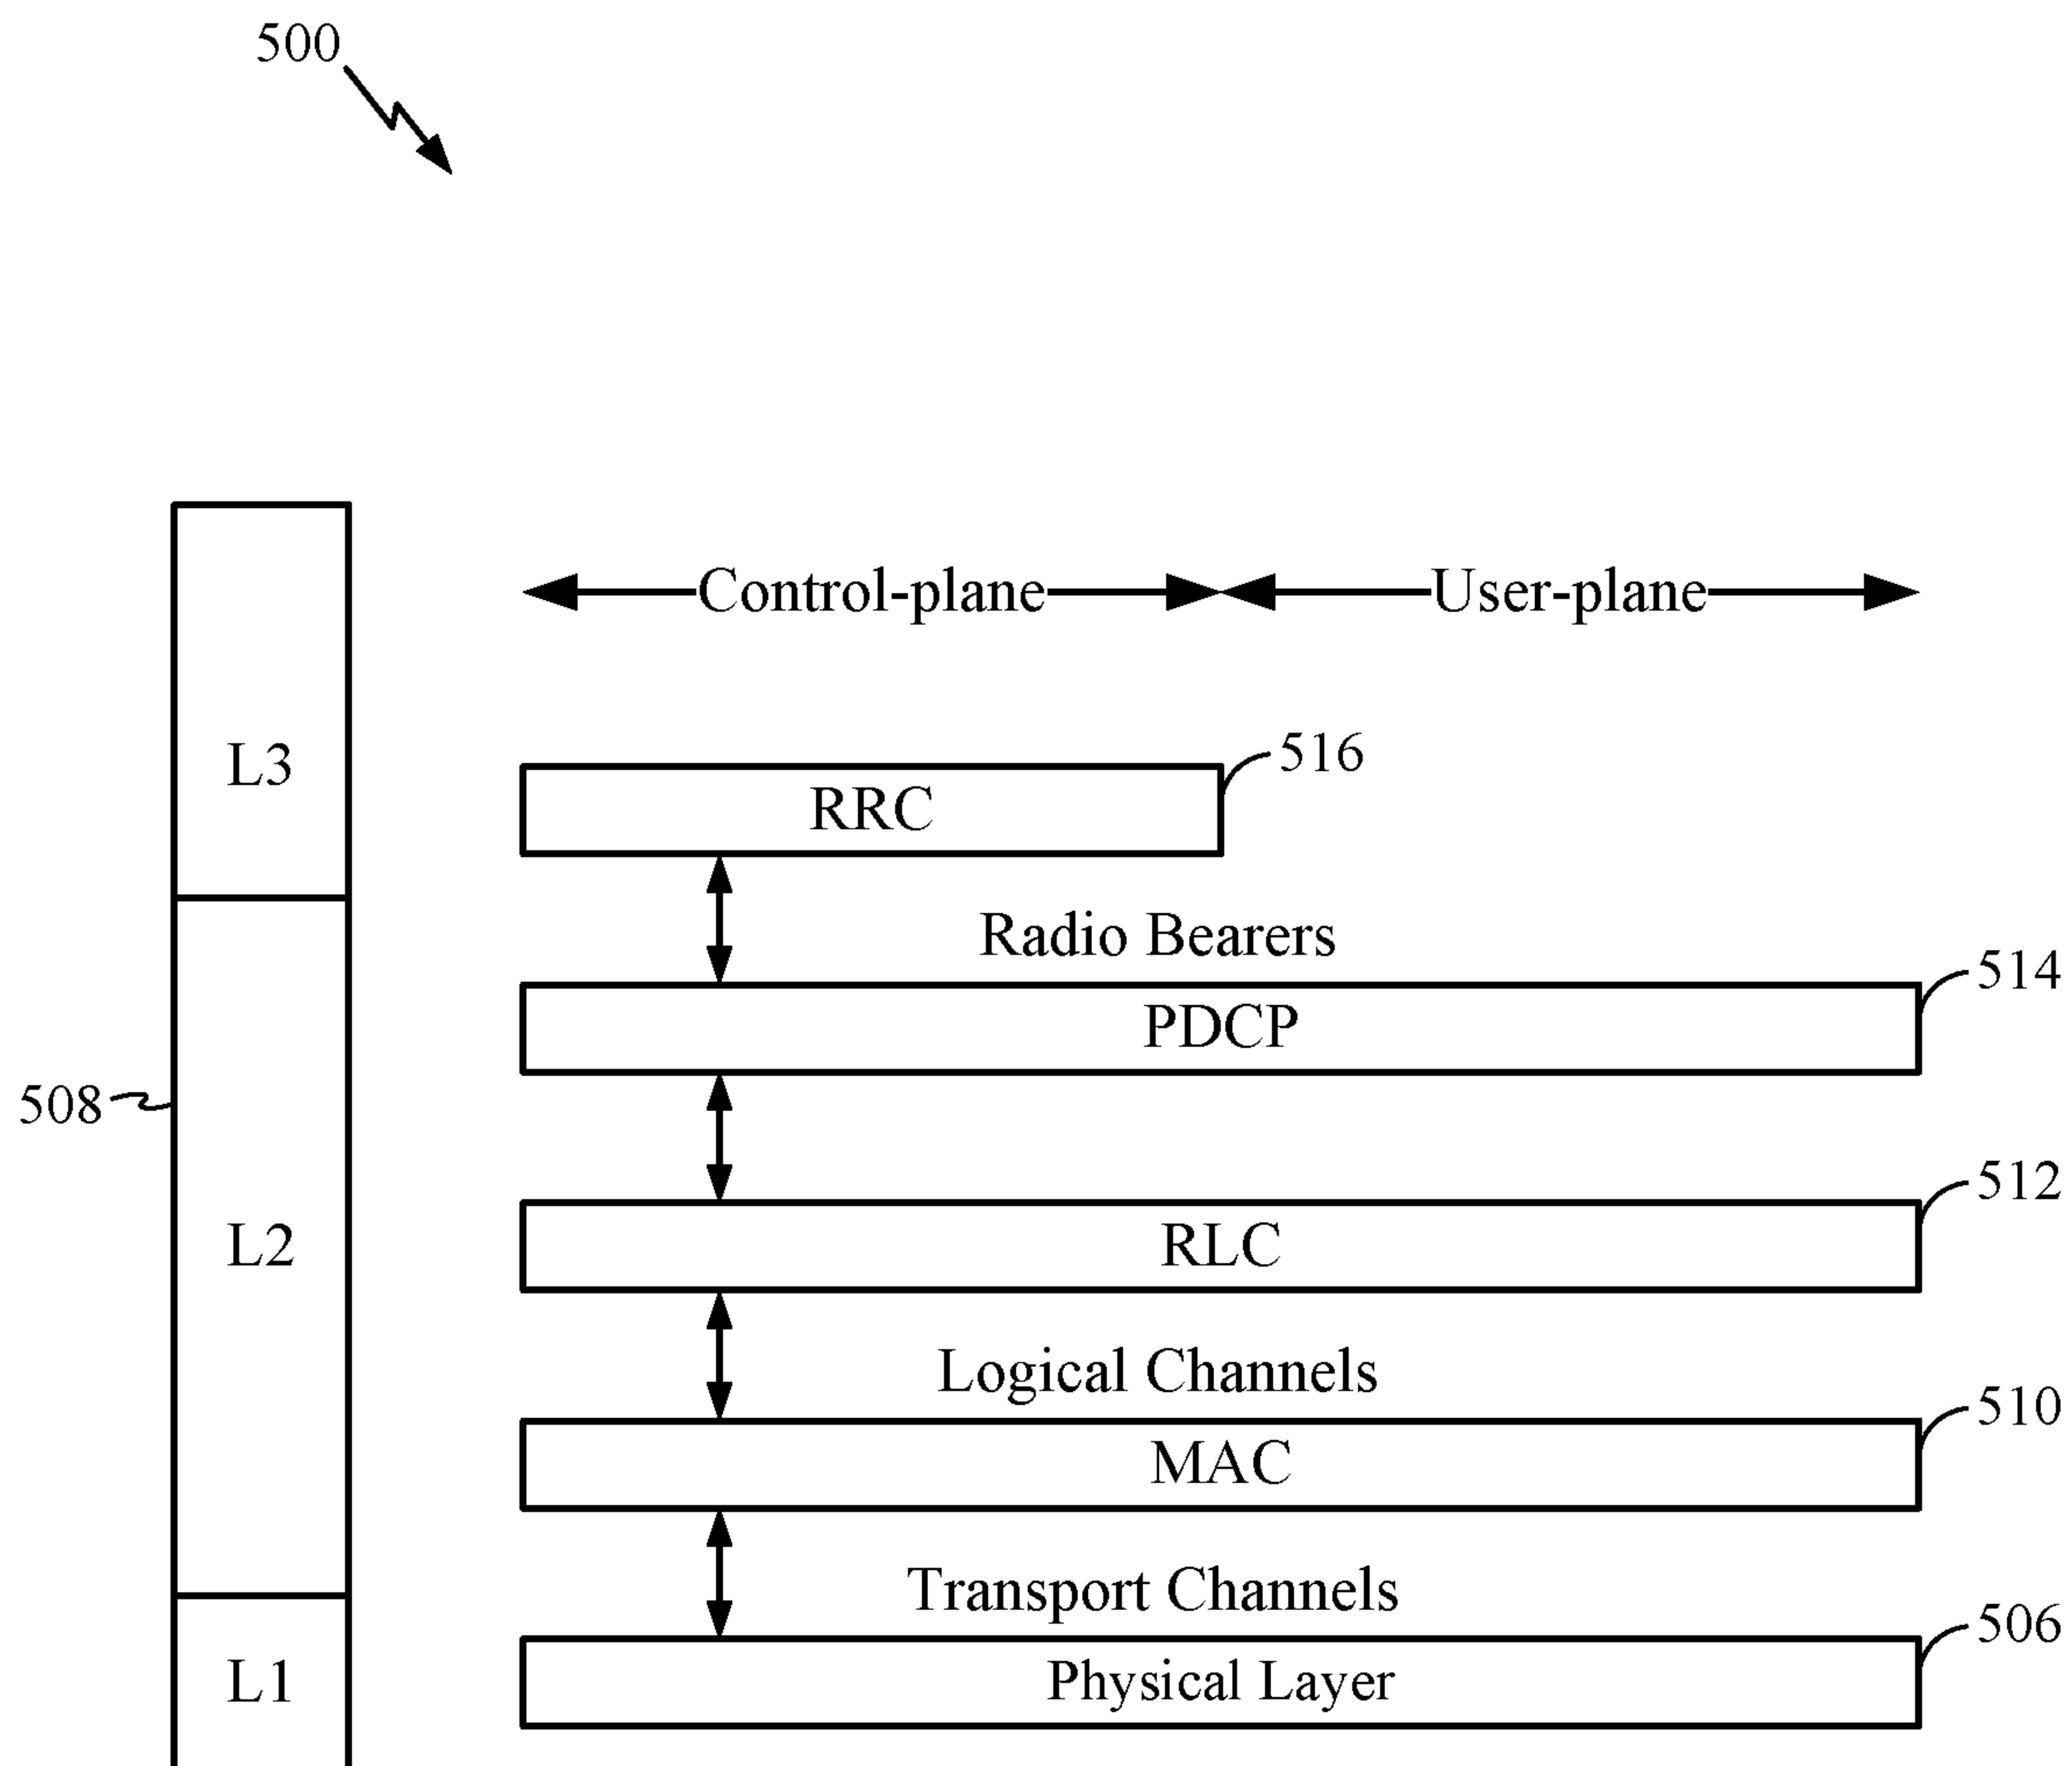 500
Control-plane
User-plane
L3
516
RRC
Radio Bearers
514
PDCP
508
512
L2
RLC
Logical Channels
510
MAC
Transport Channels
506
L1
Physical Layer